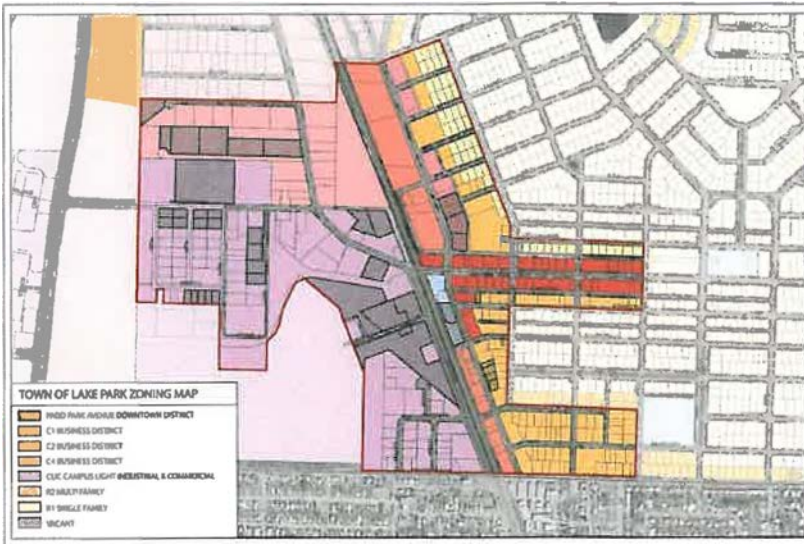 TOWN OF LAKE PARK ZONING MAP
PARK AVENUE DOWNTOWN DISTRICT
C1 BUSINESS DISTRICT
C2 BUSINESS DISTRICT
C4 BUSINESS DISTRICT
CLIC CAMPUS LIGHT INDUSTRIAL & COMMERCIAL
R2 MULTI FAMILY
R1 SINGLE FAMILY
VACANT